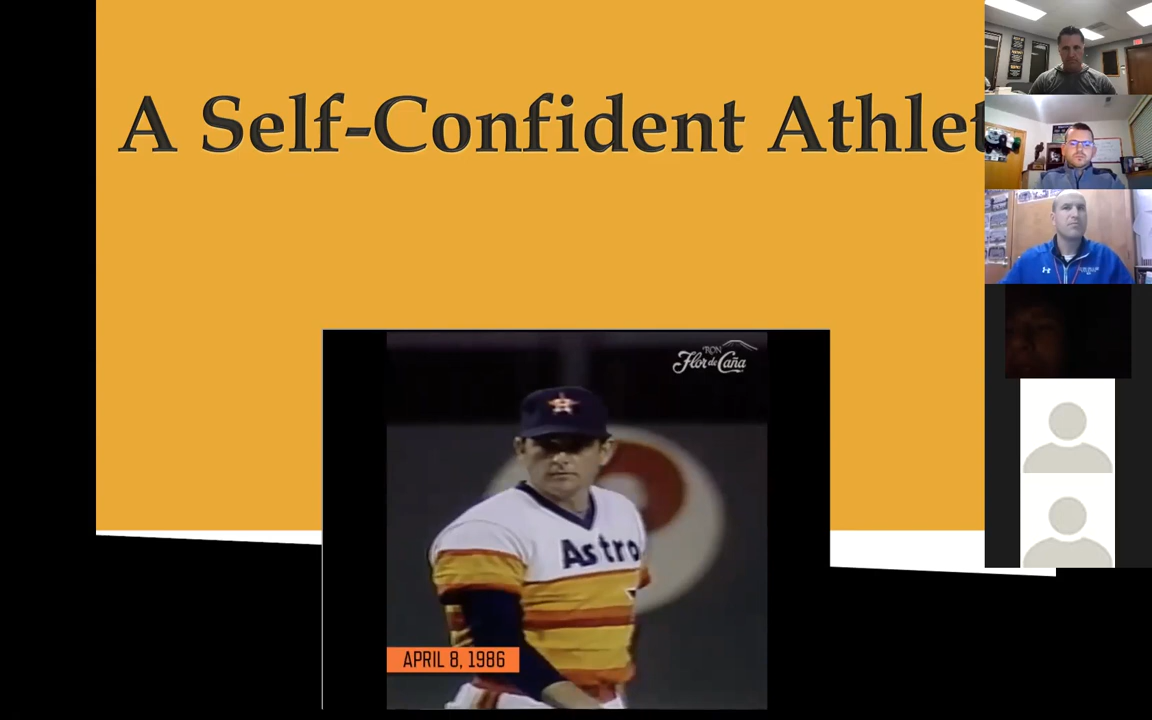 A Self-Confident Athlet
RON
Flor de Caña
Astro
APRIL 8, 1986